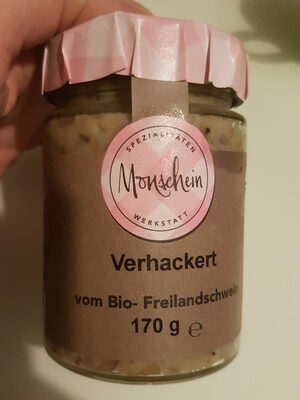 SPEZIALITÄTEN
Monschein
WERKSTATT
Verhackert
vom Bio- Freilandschwein
170 g ℮